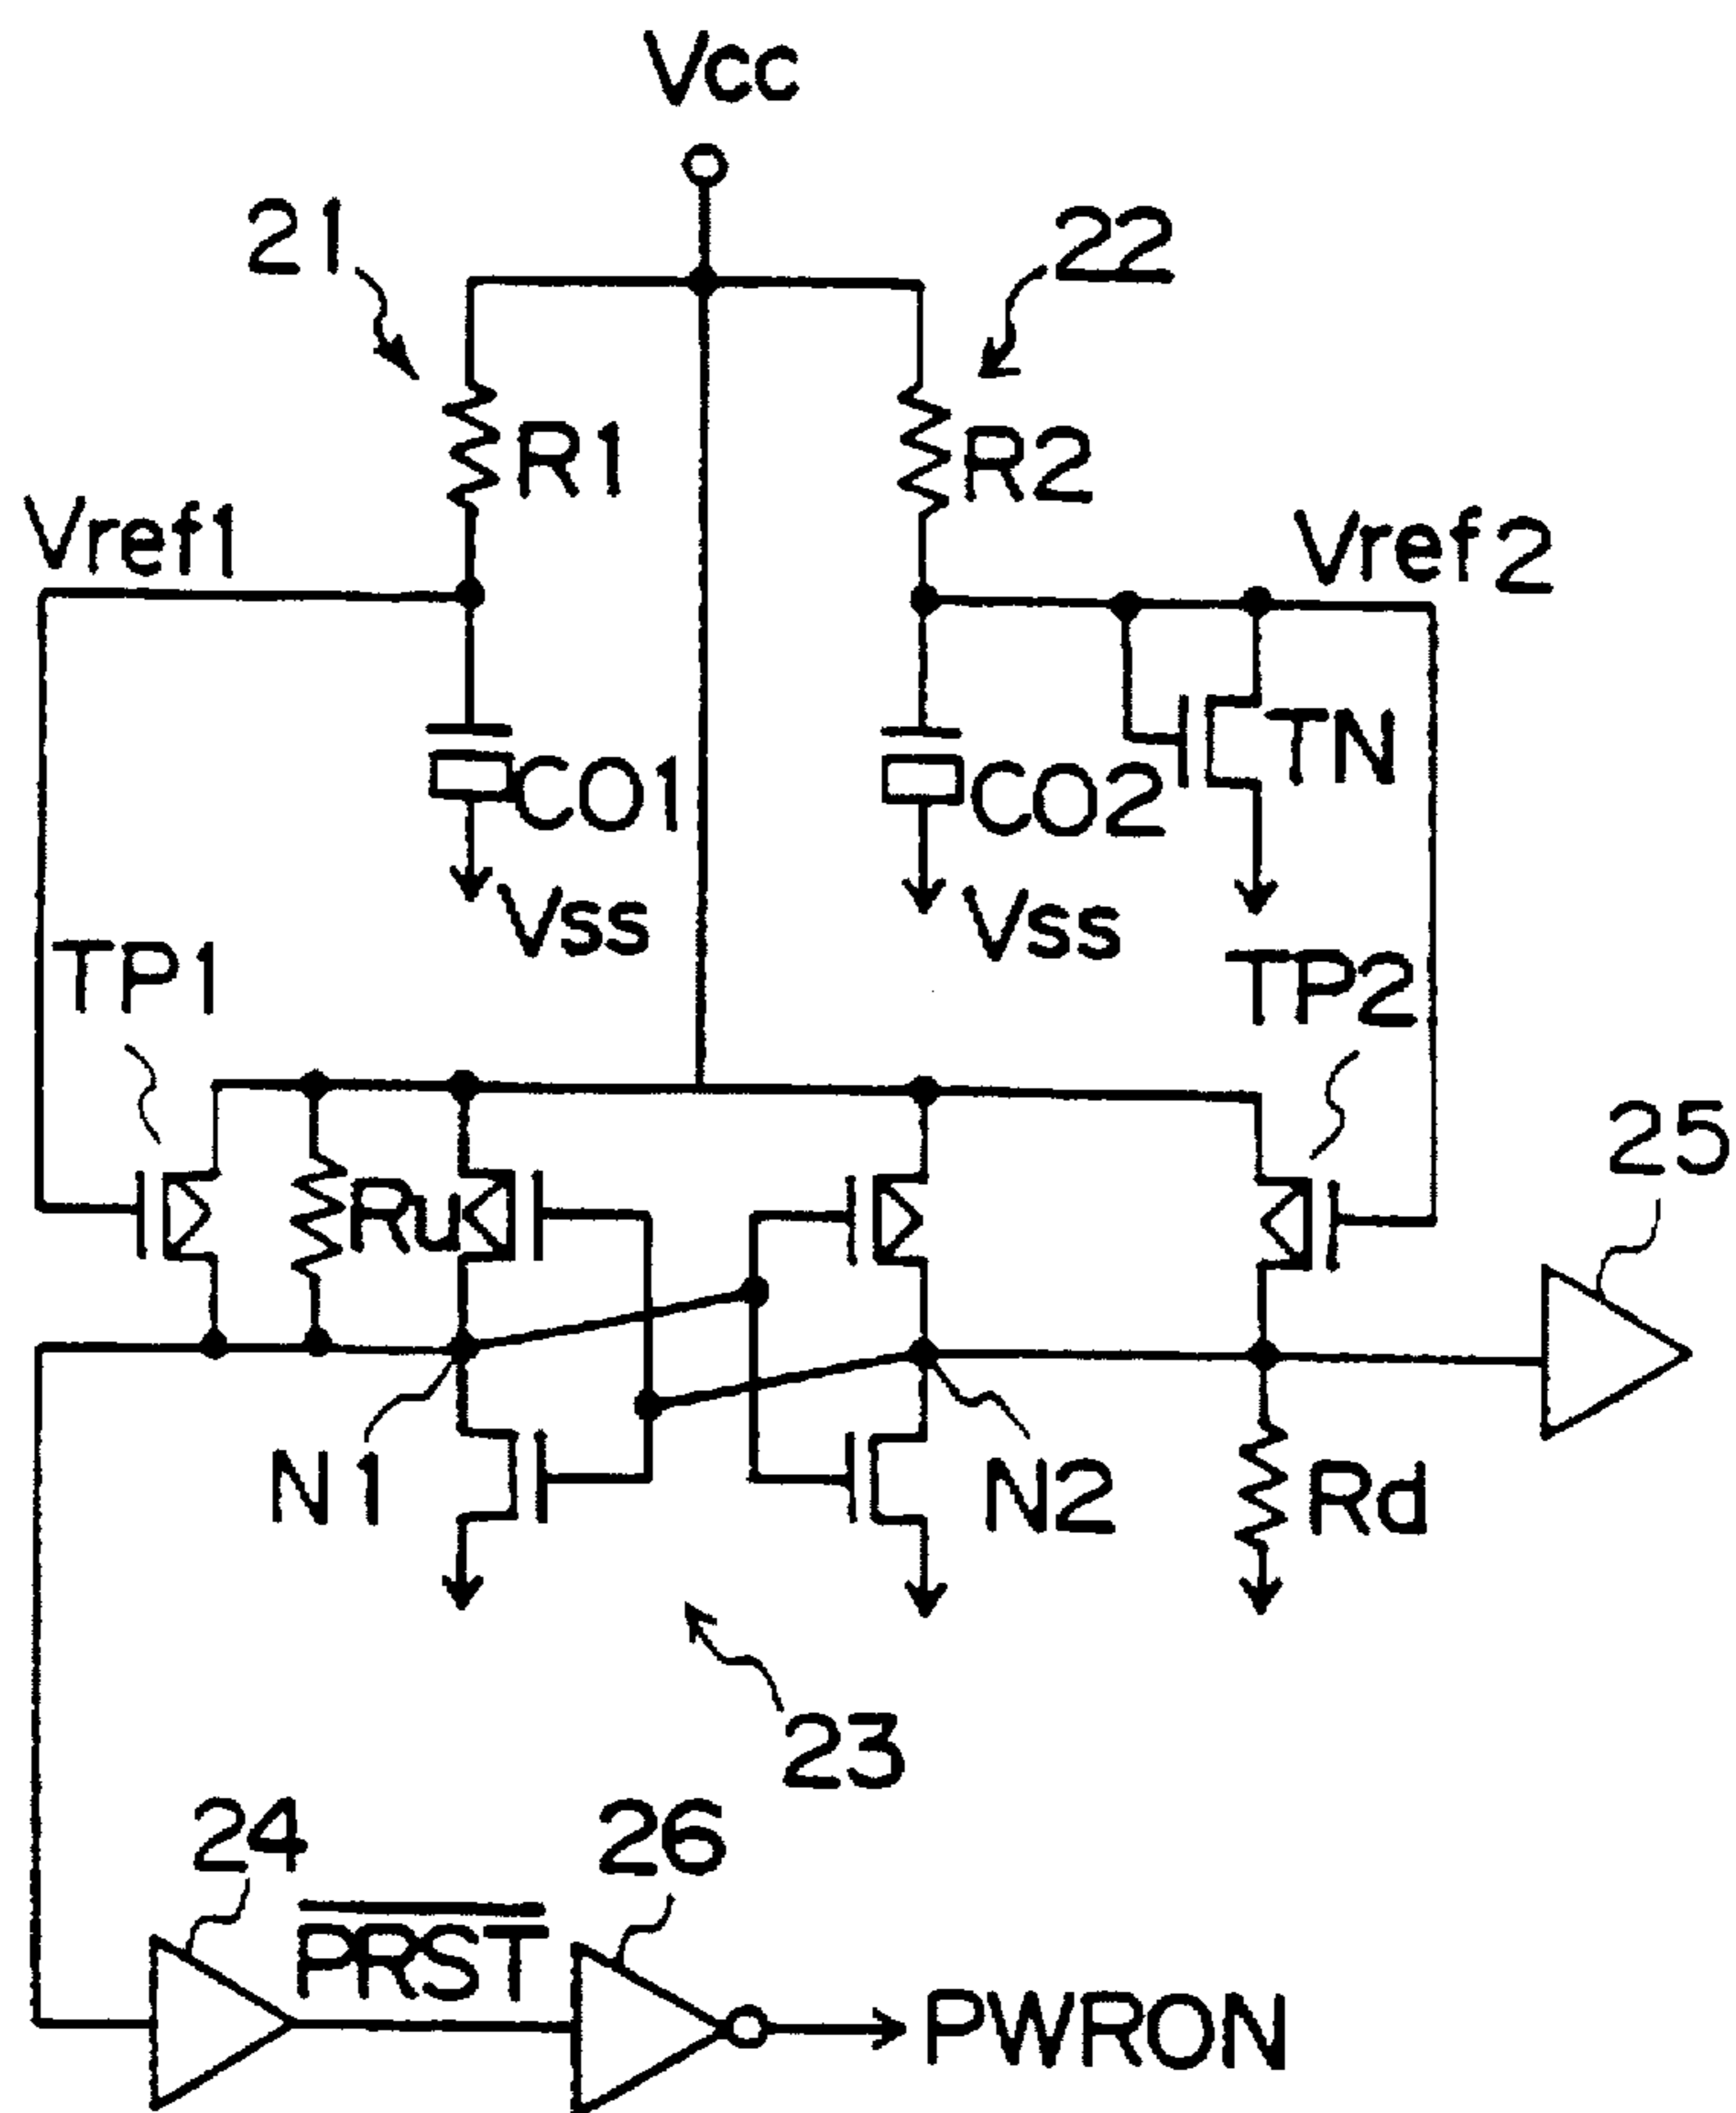 Vcc
21
22
R1
R2
Vref1
Vref2
TN
CO1
CO2
Vss
Vss
TP1
TP2
25
Ru
N1
N2
Rd
23
24
26
P̅R̅S̅T̅
PWRON